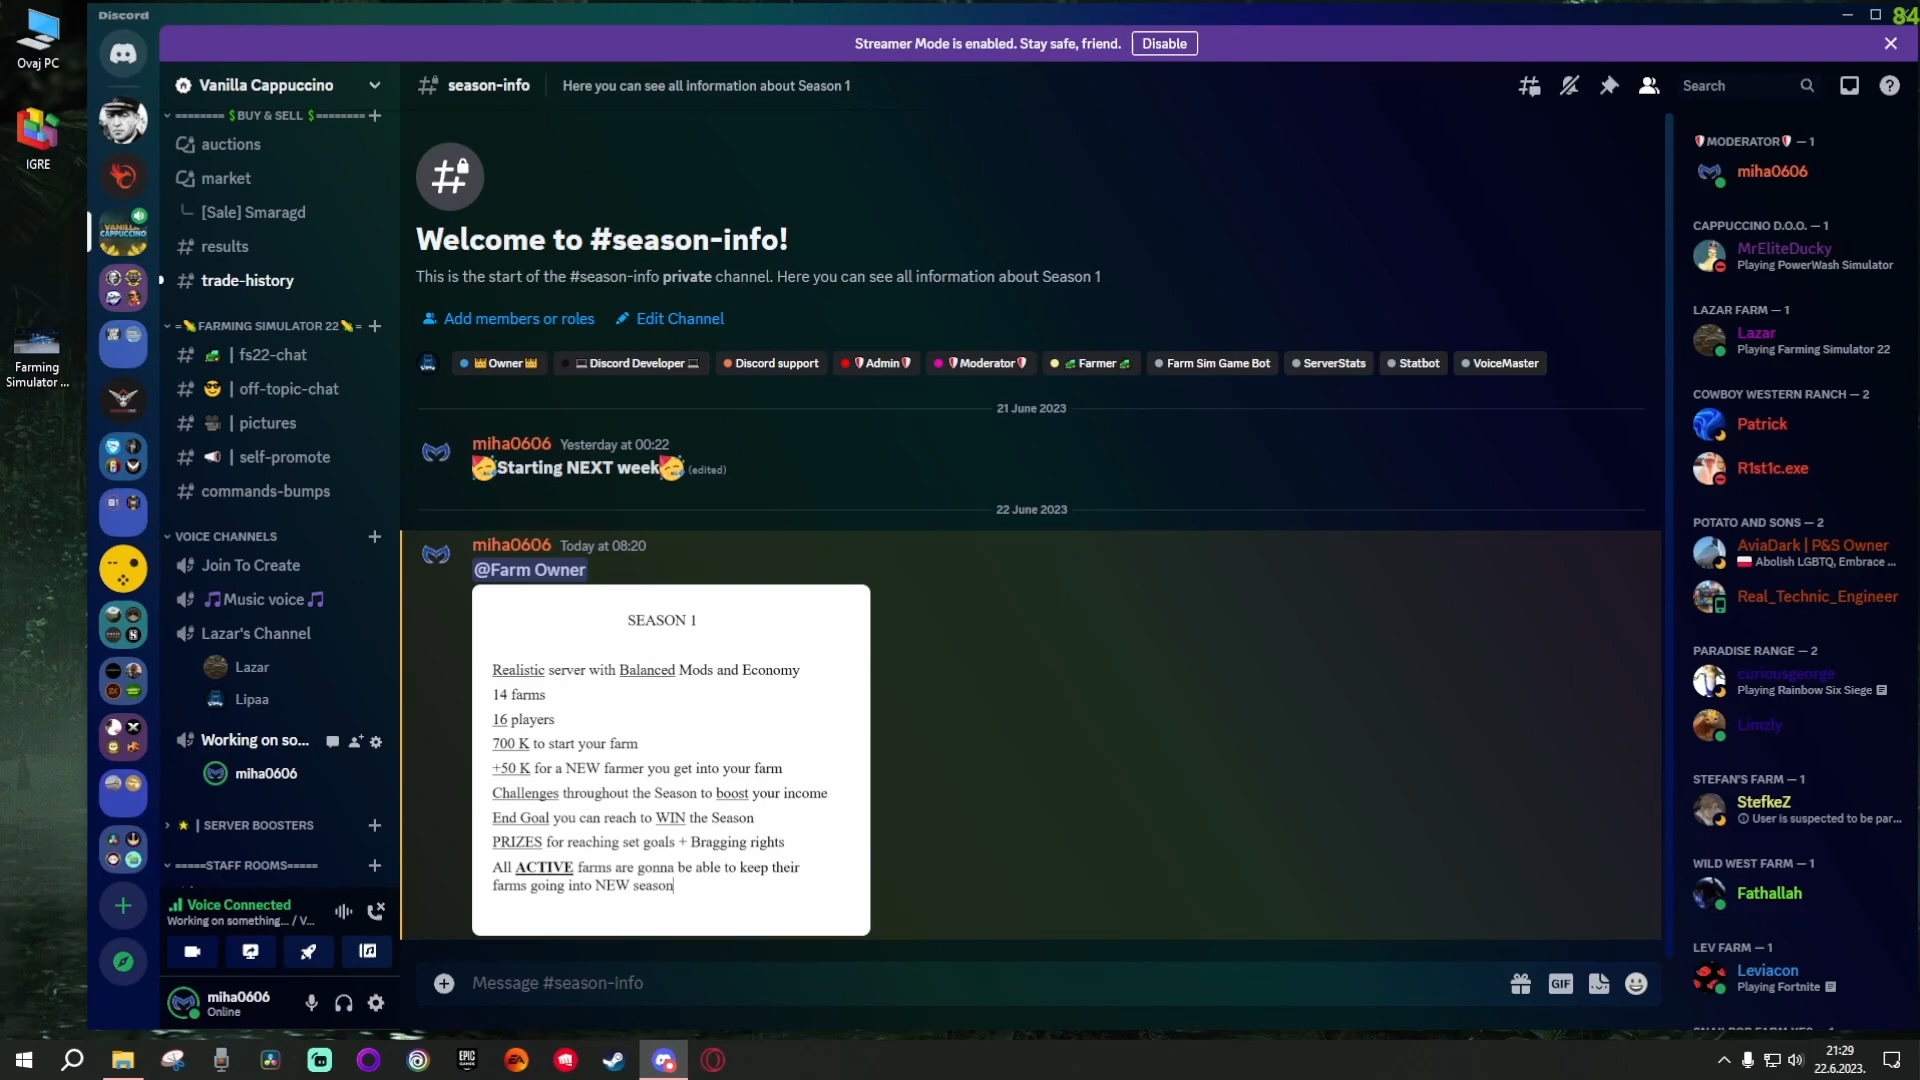 Ovaj PC
IGRE
Farming
Simulator ...
Discord
84
Streamer Mode is enabled. Stay safe, friend.
Disable
Vanilla Cappuccino
VANILLA
CAPPUCCINO
======== $BUY & SELL $========
auctions
market
[Sale] Smaragd
results
trade-history
=🌽FARMING SIMULATOR 22🌽=
| fs22-chat
| off-topic-chat
| pictures
| self-promote
commands-bumps
VOICE CHANNELS
Join To Create
🎵Music voice🎵
Lazar's Channel
Lazar
Lipaa
Working on so...
miha0606
| SERVER BOOSTERS
=====STAFF ROOMS=====
Voice Connected
Working on something... / V...
miha0606
Online
season-info
Here you can see all information about Season 1
Search
Welcome to #season-info!
This is the start of the #season-info private channel. Here you can see all information about Season 1
Add members or roles
Edit Channel
Owner
Discord Developer
Discord support
Admin
Moderator
Farmer
Farm Sim Game Bot
ServerStats
Statbot
VoiceMaster
21 June 2023
miha0606 Yesterday at 00:22
🥳Starting NEXT week🥳 (edited)
22 June 2023
miha0606 Today at 08:20
@Farm Owner
SEASON 1
Realistic server with Balanced Mods and Economy
14 farms
16 players
700 K to start your farm
+50 K for a NEW farmer you get into your farm
Challenges throughout the Season to boost your income
End Goal you can reach to WIN the Season
PRIZES for reaching set goals + Bragging rights
All ACTIVE farms are gonna be able to keep their
farms going into NEW season
Message #season-info
GIF
MODERATOR — 1
miha0606
CAPPUCCINO D.O.O. — 1
MrEliteDucky
Playing PowerWash Simulator
LAZAR FARM — 1
Lazar
Playing Farming Simulator 22
COWBOY WESTERN RANCH — 2
Patrick
R1st1c.exe
POTATO AND SONS — 2
AviaDark | P&S Owner
Abolish LGBTQ, Embrace ...
Real_Technic_Engineer
PARADISE RANGE — 2
curiousgeorge
Playing Rainbow Six Siege
Limzly
STEFAN'S FARM — 1
StefkeZ
User is suspected to be par...
WILD WEST FARM — 1
Fathallah
LEV FARM — 1
Leviacon
Playing Fortnite
EPIC
GAMES
EA
21:29
22.6.2023.